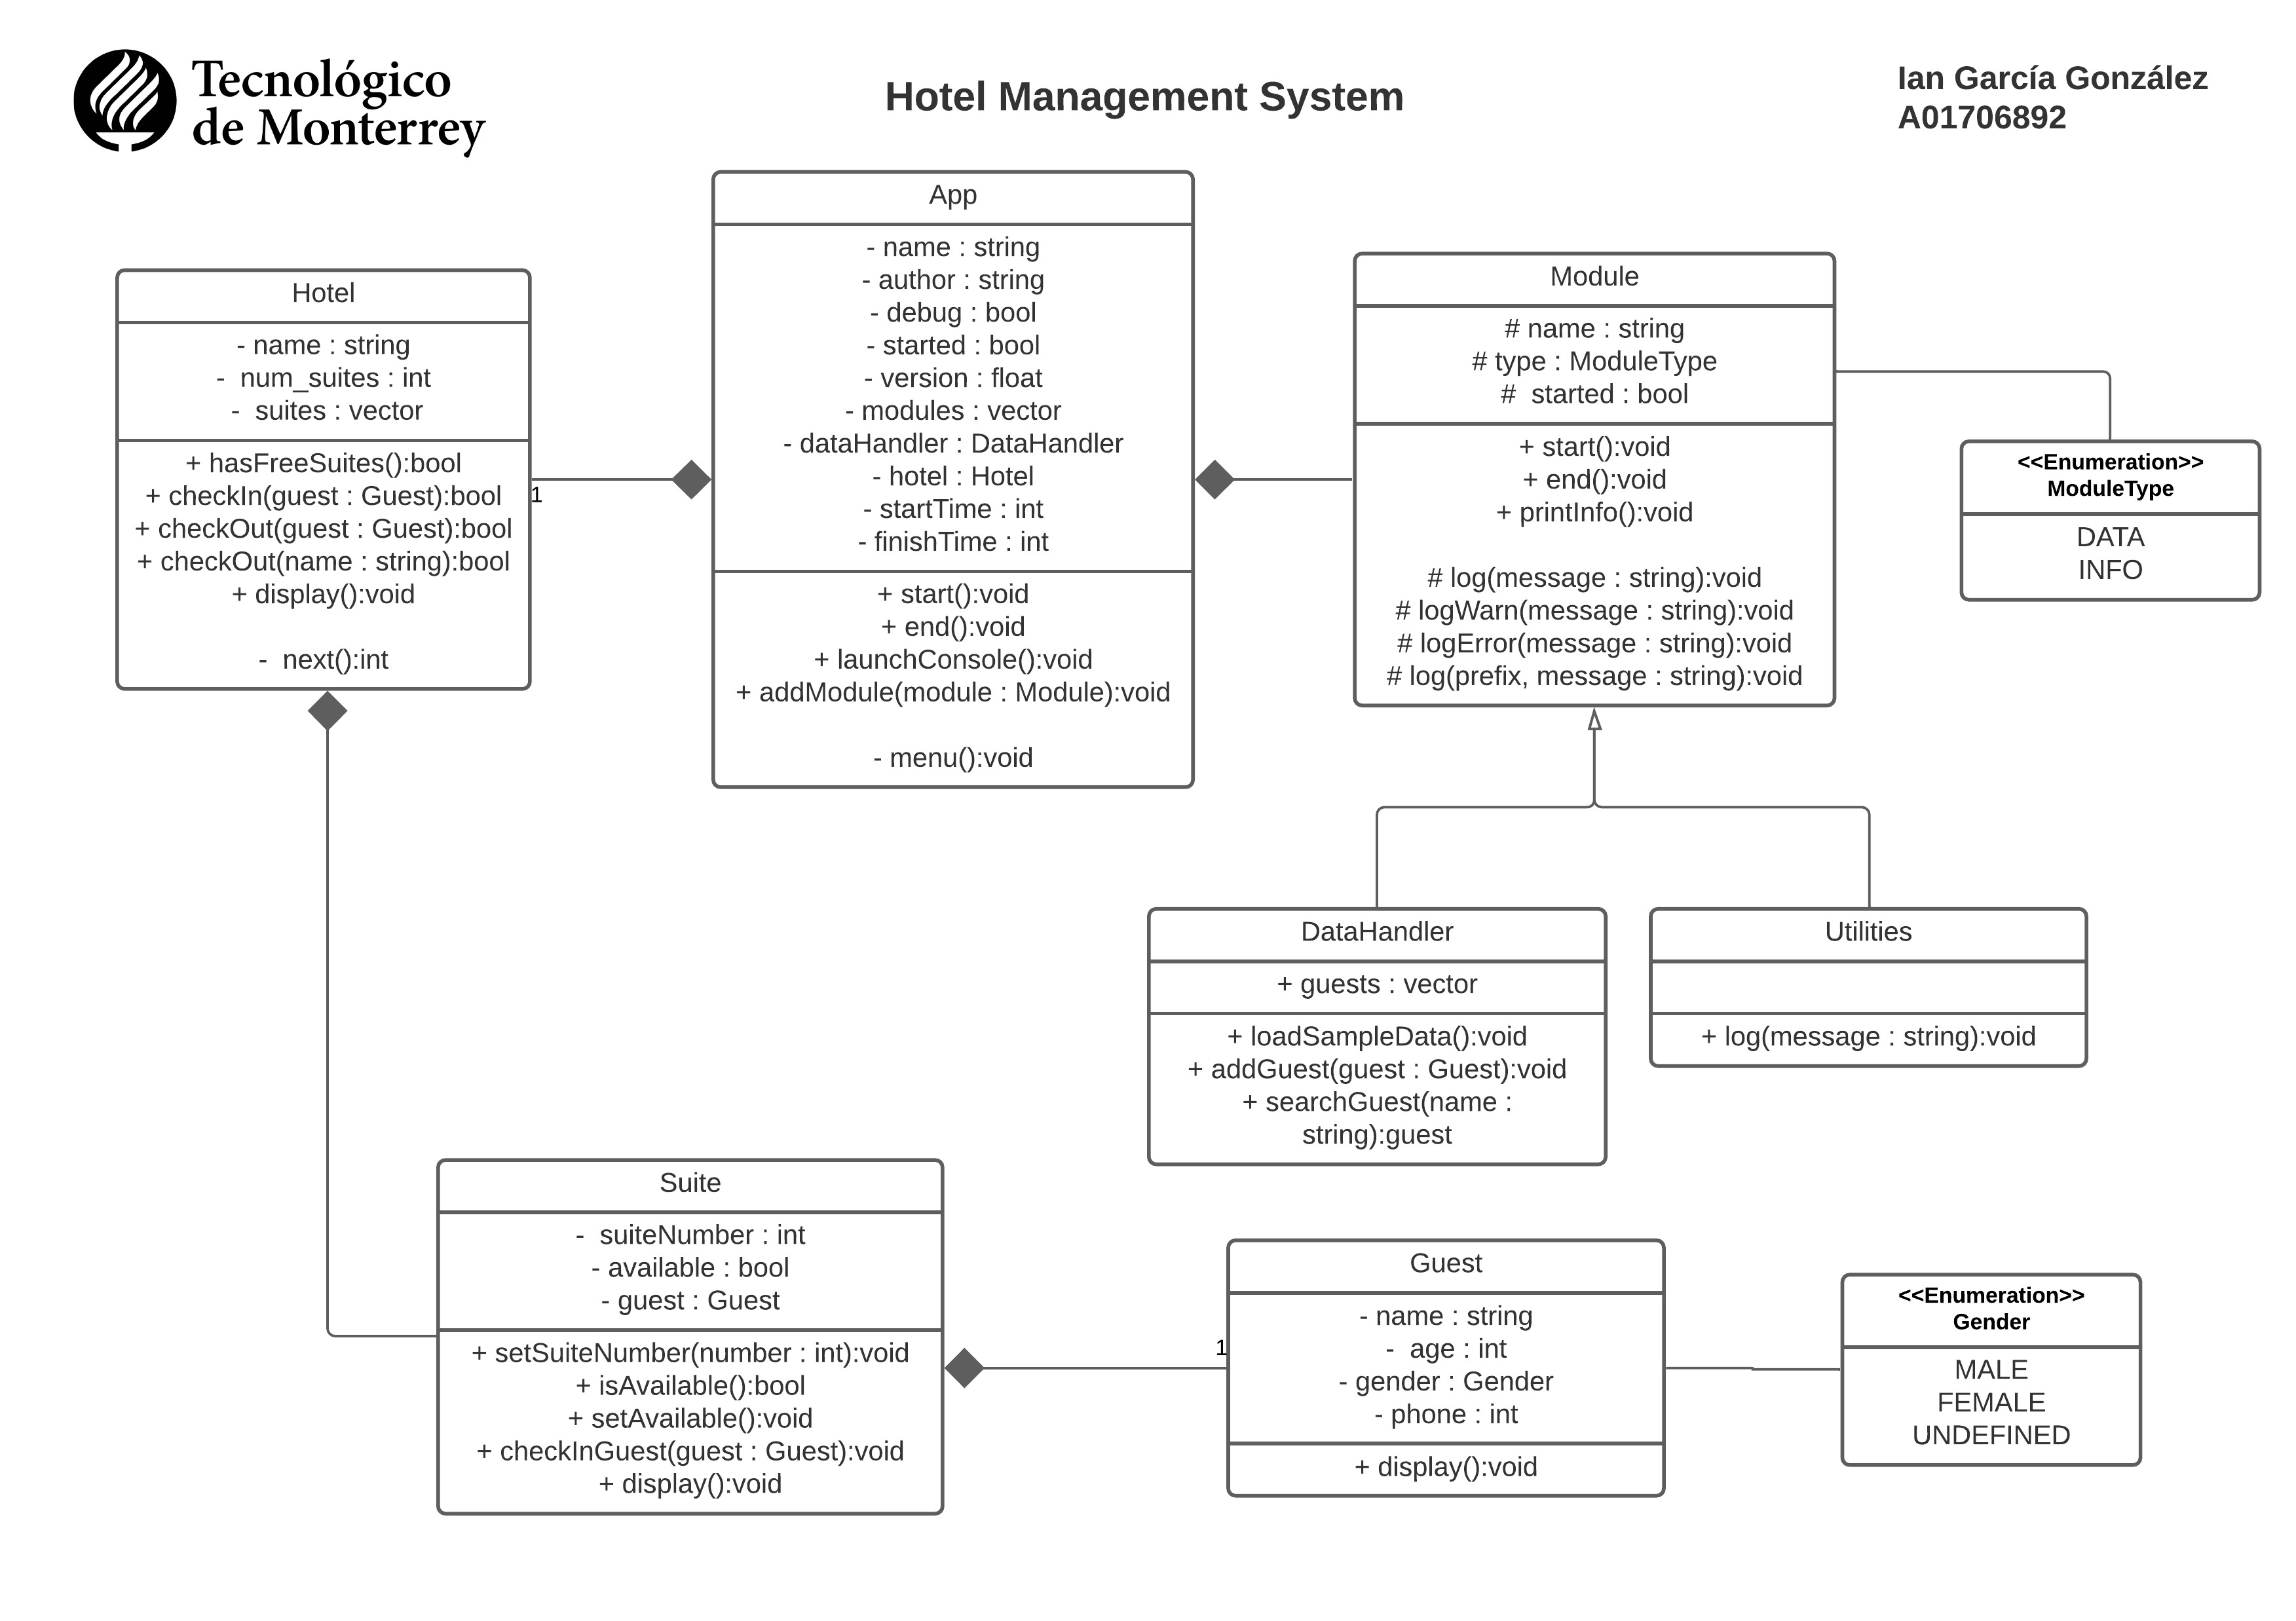 Tecnológico
de Monterrey
Hotel Management System
Ian García González
A01706892
Hotel
- name : string
-  num_suites : int
-  suites : vector
+ hasFreeSuites():bool
+ checkIn(guest : Guest):bool
+ checkOut(guest : Guest):bool
+ checkOut(name : string):bool
+ display():void
-  next():int
1
App
- name : string
- author : string
- debug : bool
- started : bool
- version : float
- modules : vector
- dataHandler : DataHandler
- hotel : Hotel
- startTime : int
- finishTime : int
+ start():void
+ end():void
+ launchConsole():void
+ addModule(module : Module):void
- menu():void
Module
# name : string
# type : ModuleType
#  started : bool
+ start():void
+ end():void
+ printInfo():void
# log(message : string):void
# logWarn(message : string):void
# logError(message : string):void
# log(prefix, message : string):void
<<Enumeration>>
ModuleType
DATA
INFO
DataHandler
+ guests : vector
+ loadSampleData():void
+ addGuest(guest : Guest):void
+ searchGuest(name :
string):guest
Utilities
+ log(message : string):void
Suite
-  suiteNumber : int
- available : bool
- guest : Guest
+ setSuiteNumber(number : int):void
+ isAvailable():bool
+ setAvailable():void
+ checkInGuest(guest : Guest):void
+ display():void
1
Guest
- name : string
-  age : int
- gender : Gender
- phone : int
+ display():void
<<Enumeration>>
Gender
MALE
FEMALE
UNDEFINED